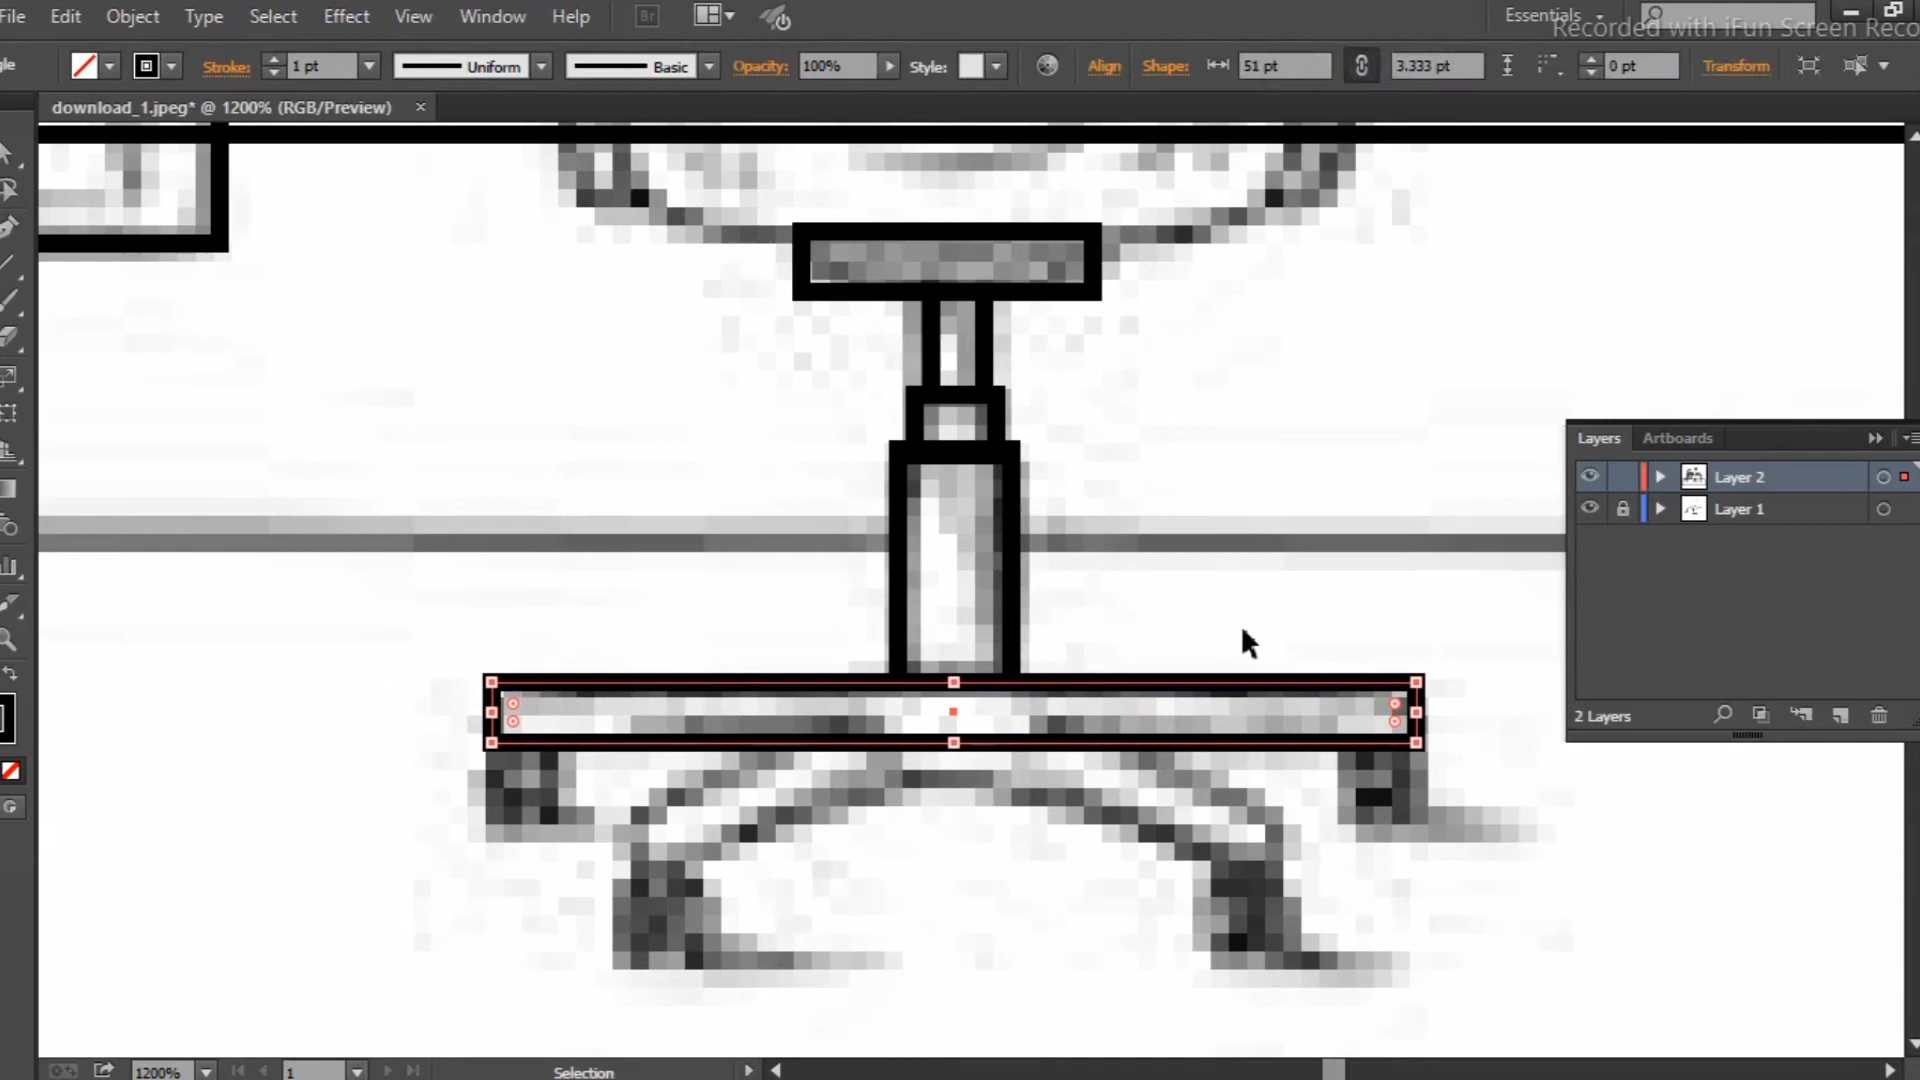 File Edit Object Type Select Effect View Window Help Br Essentials
Recorded with iFun Screen Reco
gle Stroke: 1 pt Uniform Basic Opacity: 100% Style: Align Shape: 51 pt 3.333 pt 0 pt Transform
download_1.jpeg* @ 1200% (RGB/Preview) ×
Layers Artboards
Layer 2
Layer 1
2 Layers
1200% 1 Selection